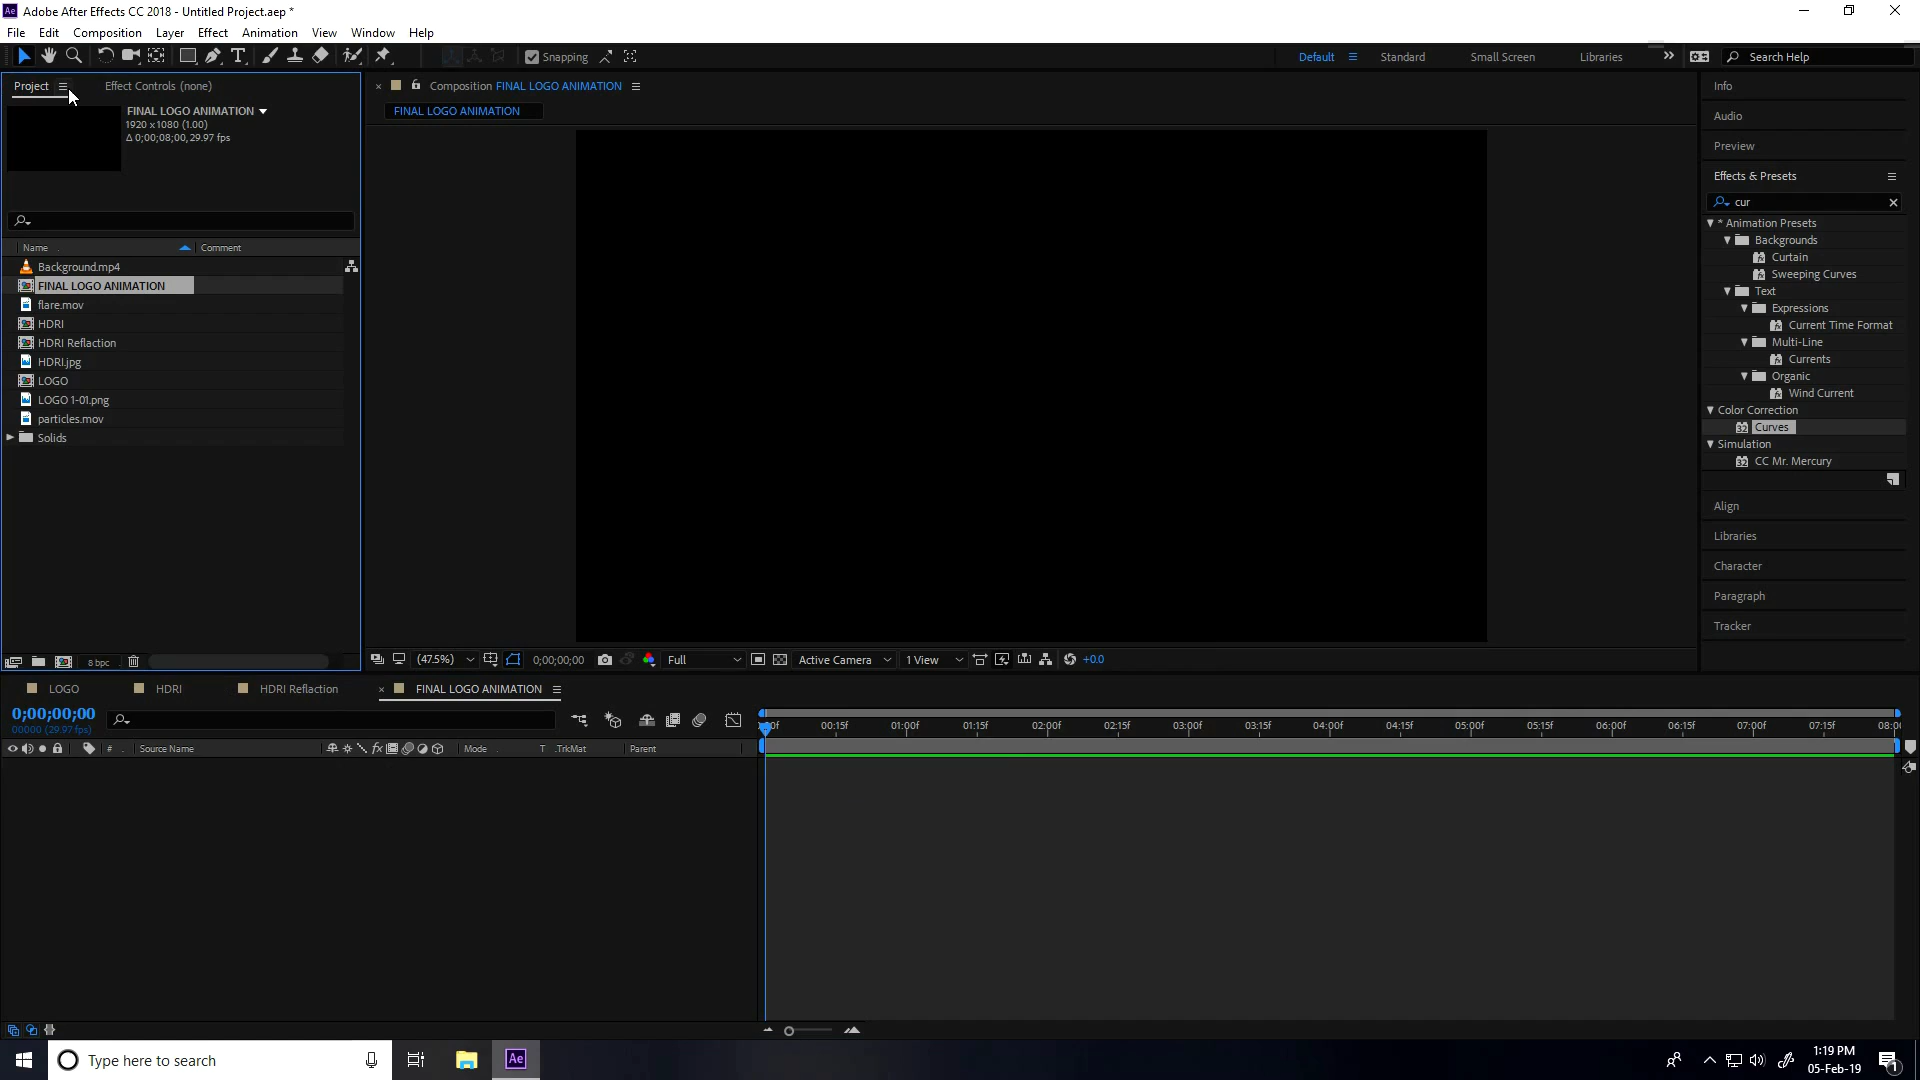 Adobe After Effects CC 2018 - Untitled Project.aep *
File Edit Composition Layer Effect Animation View Window Help
Snapping
Default Standard Small Screen Libraries Search Help
Project Effect Controls (none)
FINAL LOGO ANIMATION
1920 x 1080 (1.00)
Δ 0;00;08;00, 29.97 fps
Name Comment
Background.mp4
FINAL LOGO ANIMATION
flare.mov
HDRI
HDRI Reflaction
HDRI.jpg
LOGO
LOGO 1-01.png
particles.mov
Solids
8 bpc
Composition FINAL LOGO ANIMATION
FINAL LOGO ANIMATION
(47.5%) 0;00;00;00 Full Active Camera 1 View +0.0
Info
Audio
Preview
Effects & Presets
cur
* Animation Presets
Backgrounds
Curtain
Sweeping Curves
Text
Expressions
Current Time Format
Multi-Line
Currents
Organic
Wind Current
Color Correction
32 Curves
Simulation
32 CC Mr. Mercury
Align
Libraries
Character
Paragraph
Tracker
LOGO HDRI HDRI Reflaction FINAL LOGO ANIMATION
0;00;00;00
00000 (29.97 fps)
# Source Name Mode T .TrkMat Parent
00:15f 01:00f 01:15f 02:00f 02:15f 03:00f 03:15f 04:00f 04:15f 05:00f 05:15f 06:00f 06:15f 07:00f 07:15f
Type here to search
Ae
1:19 PM
05-Feb-19
1